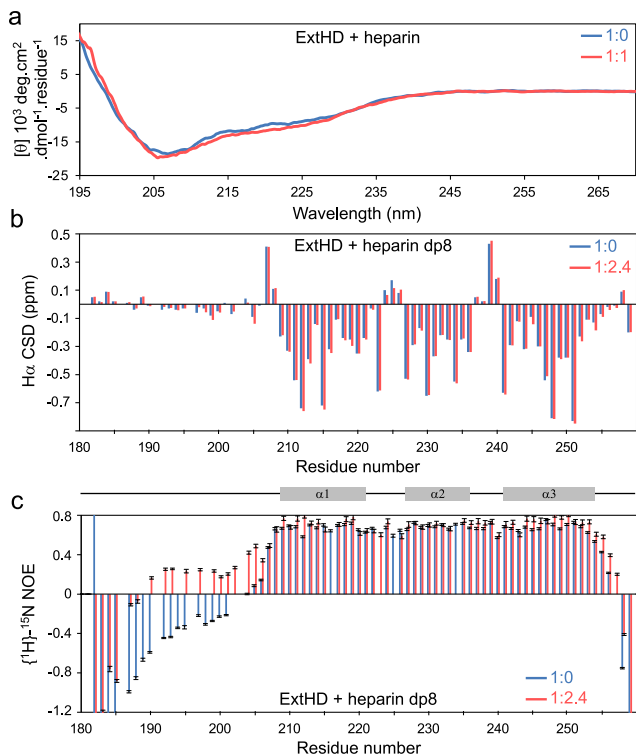 a
ExtHD + heparin
1:0
1:1
[θ] 10³ deg.cm² .dmol⁻¹.residue⁻¹
15
5
-5
-15
-25
195 205 215 225 235 245 255 265
Wavelength (nm)
b
ExtHD + heparin dp8
1:0
1:2.4
Hα CSD (ppm)
0.5
0.3
0.1
-0.1
-0.3
-0.5
-0.7
-0.9
180 190 200 210 220 230 240 250
Residue number
c
α1 α2 α3
{¹H}-¹⁵N NOE
0.8
0.4
0
-0.4
-0.8
-1.2
ExtHD + heparin dp8
1:0
1:2.4
180 190 200 210 220 230 240 250
Residue number